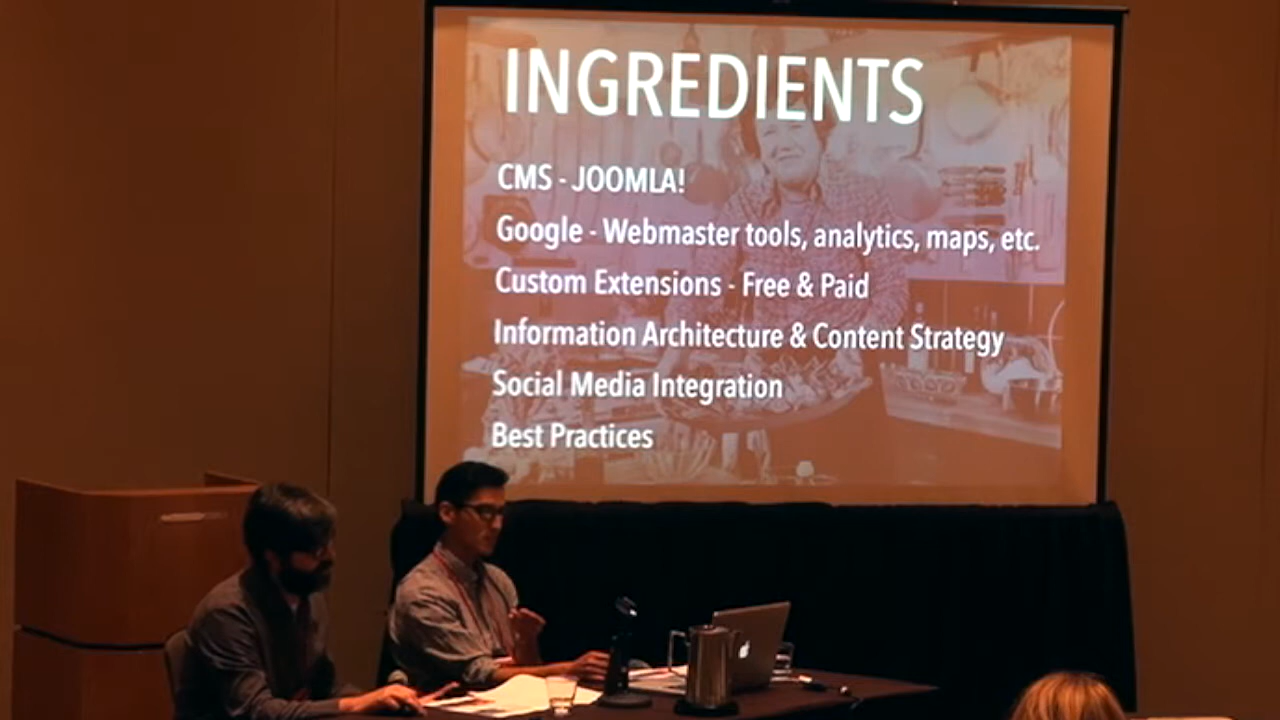 INGREDIENTS
CMS - JOOMLA!
Google - Webmaster tools, analytics, maps, etc.
Custom Extensions - Free & Paid
Information Architecture & Content Strategy
Social Media Integration
Best Practices